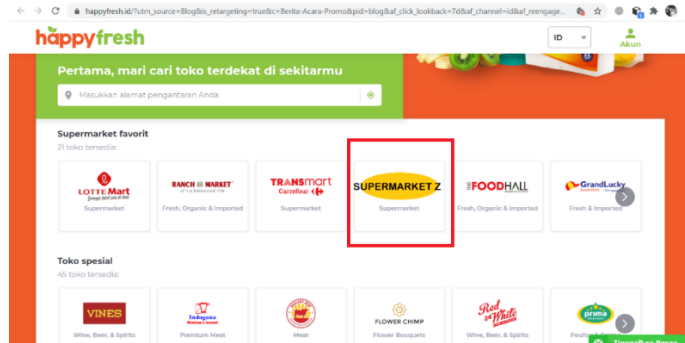 happyfresh.id/?utm_source=Blog&is_retargeting=true&c=Berita-Acara-Promo&pid=blog&af_click_lookback=7d&af_channel=id&af_reengage...
happyfresh
ID
Akun
Pertama, mari cari toko terdekat di sekitarmu
Masukkan alamat pengantaran Anda
Supermarket favorit
21 toko tersedia:
LOTTE Mart
RANCH MARKET
TRANSmart
Carrefour
SUPERMARKET Z
THE FOODHALL
GrandLucky
Supermarket
Fresh, Organic & Imported
Supermarket
Supermarket
Fresh, Organic & Imported
Fresh & Imported
Toko spesial
45 toko tersedia:
VINES
Indoguna
FLOWER CHIMP
Red & White
prima
Wine, Beer, & Spirits
Premium Meat
Meat
Flower Bouquets
Wine, Beer, & Spirits